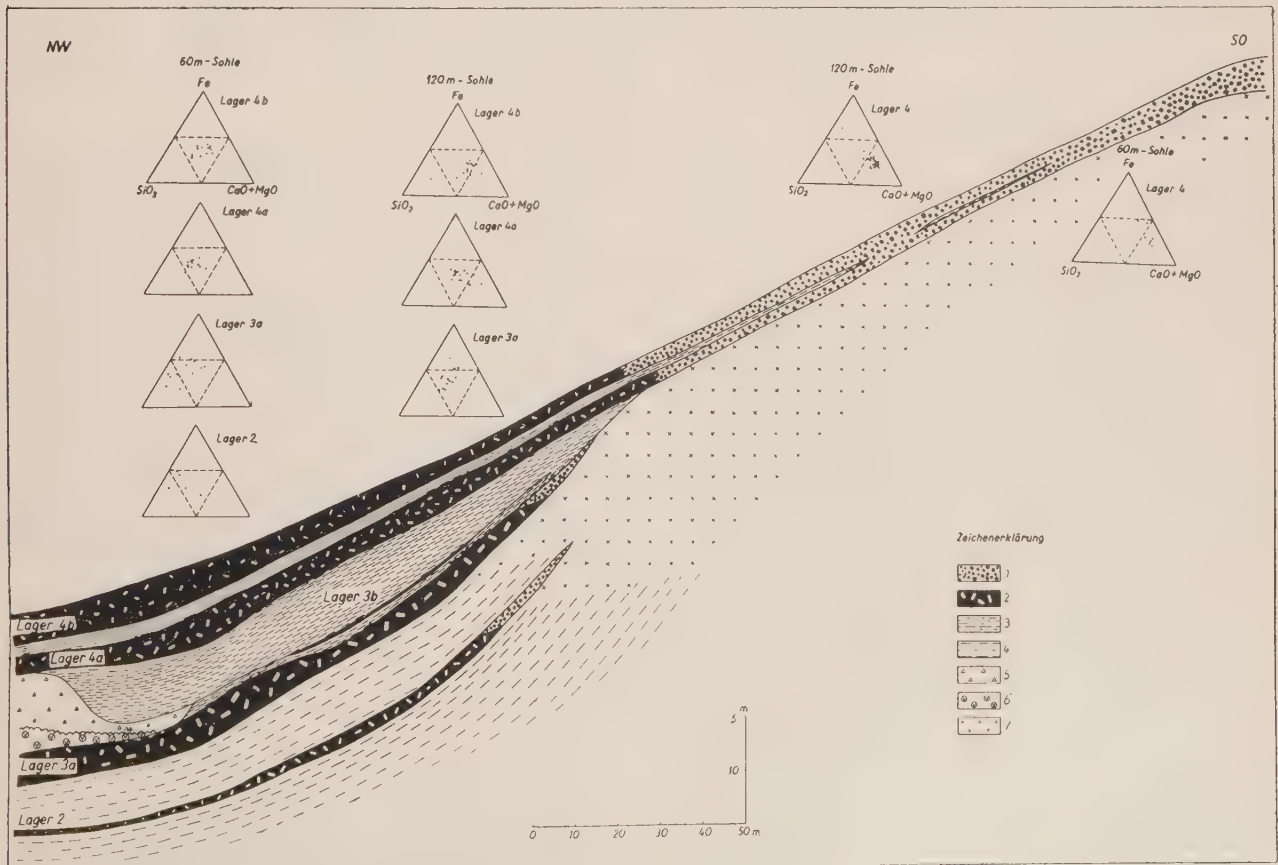 NW
SO
60m-Sohle
Fe
Lager 4b
SiO2
CaO+MgO
Lager 4a
Lager 3a
Lager 2
120m-Sohle
Fe
Lager 4b
SiO2
CaO+MgO
Lager 4a
Lager 3a
120m-Sohle
Fe
Lager 4
SiO2
CaO+MgO
60m-Sohle
Fe
Lager 4
SiO2
CaO+MgO
Lager 3b
Lager 4b
Lager 4a
Lager 3a
Lager 2
Zeichenerklärung
1
2
3
4
5
6
7
m
5
10
0 10 20 30 40 50 m